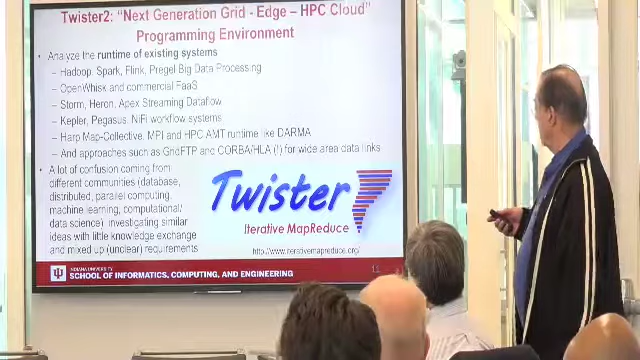 Twister2: "Next Generation Grid - Edge – HPC Cloud"
Programming Environment
• Analyze the runtime of existing systems
– Hadoop, Spark, Flink, Pregel Big Data Processing
– OpenWhisk and commercial FaaS
– Storm, Heron, Apex Streaming Dataflow
– Kepler, Pegasus, NiFi workflow systems
– Harp Map-Collective, MPI and HPC AMT runtime like DARMA
– And approaches such as GridFTP and CORBA/HLA (!) for wide area data links
• A lot of confusion coming from
different communities (database,
distributed, parallel computing,
machine learning, computational/
data science) investigating similar
ideas with little knowledge exchange
and mixed up (unclear) requirements
Twister
Iterative MapReduce
http://www.iterativemapreduce.org/
INDIANA UNIVERSITY
SCHOOL OF INFORMATICS, COMPUTING, AND ENGINEERING